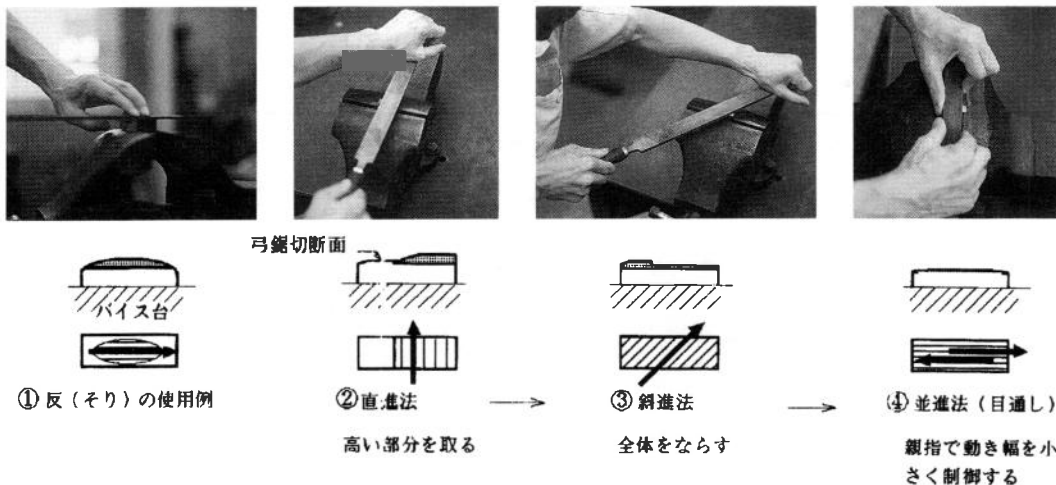 弓鋸切断面
バイス台
① 反（そり）の使用例
② 直進法
③ 斜進法
④ 並進法（目通し）
高い部分を取る
全体をならす
親指で動き幅を小
さく制御する